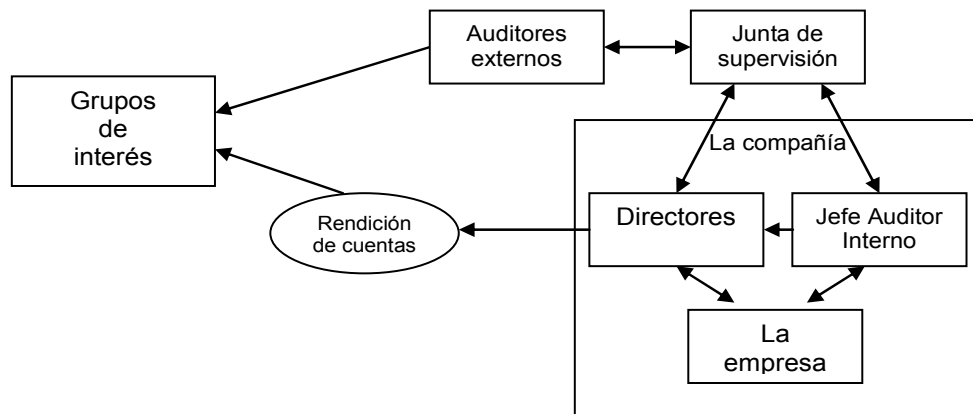 Auditores
externos
Junta de
supervisión
Grupos
de
interés
La compañía
Rendición
de cuentas
Directores
Jefe Auditor
Interno
La
empresa